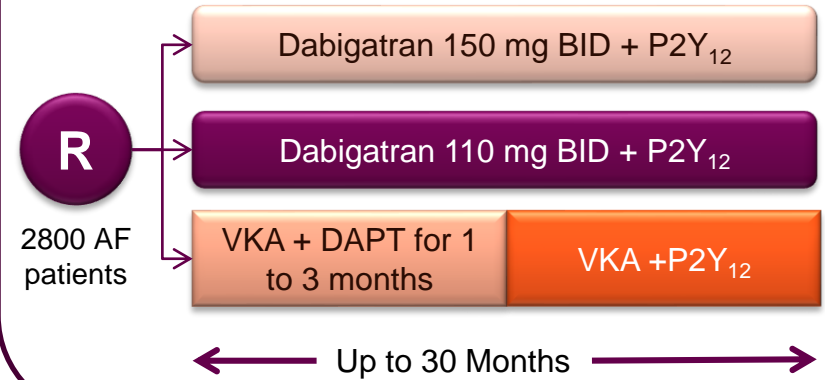 Dabigatran 150 mg BID + P2Y₁₂
R
Dabigatran 110 mg BID + P2Y₁₂
2800 AF
patients
VKA + DAPT for 1
to 3 months
VKA +P2Y₁₂
Up to 30 Months